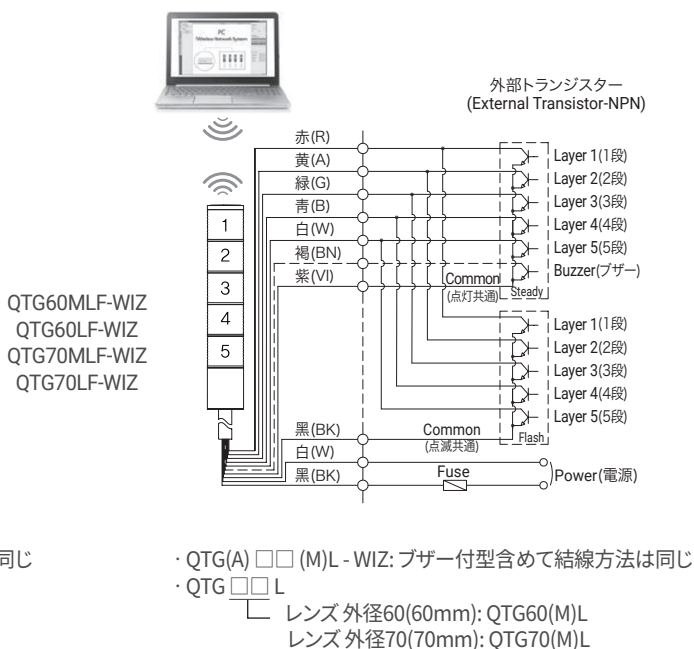 PC
Wireless Network System
外部トランジスター
(External Transistor-NPN)
赤(R)
黄(A)
緑(G)
靑(B)
白(W)
褐(BN)
紫(VI)
Layer 1(1段)
Layer 2(2段)
Layer 3(3段)
Layer 4(4段)
Layer 5(5段)
Buzzer(ブザー)
Common
(点灯共通)
Steady
1
2
3
4
5
QTG60MLF-WIZ
QTG60LF-WIZ
QTG70MLF-WIZ
QTG70LF-WIZ
Layer 1(1段)
Layer 2(2段)
Layer 3(3段)
Layer 4(4段)
Layer 5(5段)
黒(BK)
Common
(点滅共通)
Flash
白(W)
黒(BK)
Fuse
Power(電源)
同じ
· QTG(A) □□ (M)L - WIZ: ブザー付型含めて結線方法は同じ
· QTG □□ L
レンズ 外径60(60mm): QTG60(M)L
レンズ 外径70(70mm): QTG70(M)L